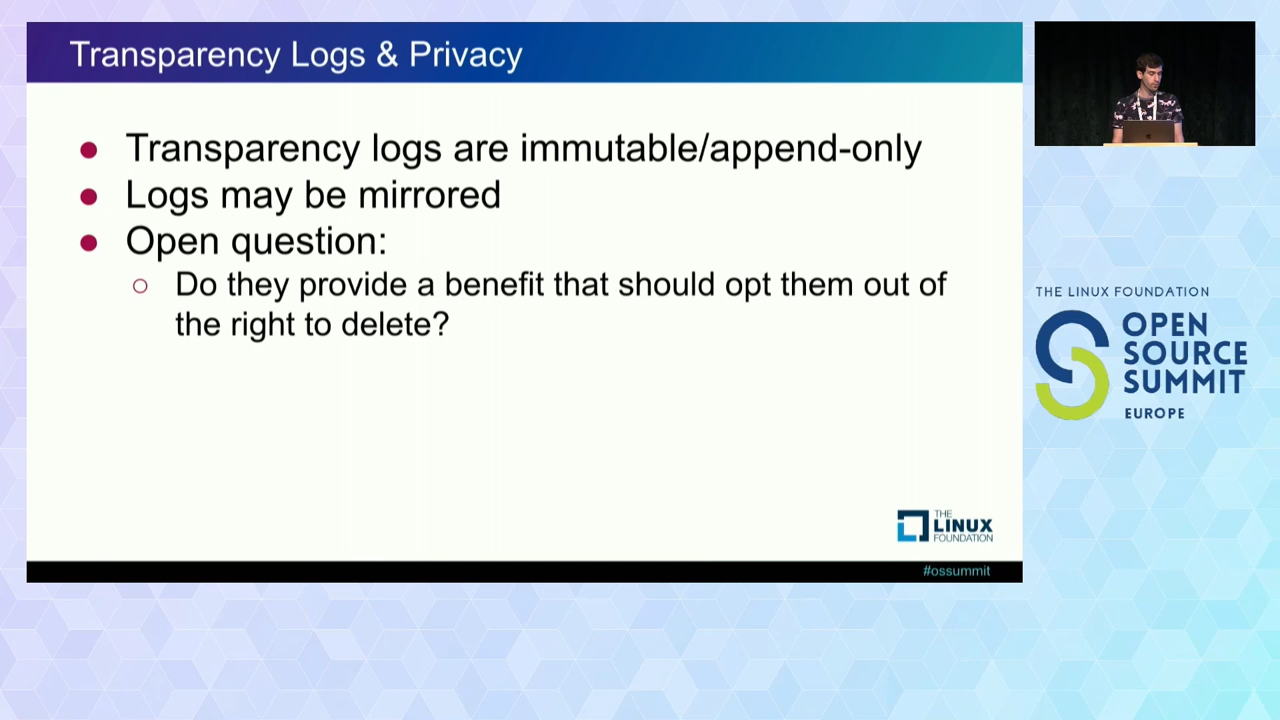 Transparency Logs & Privacy
Transparency logs are immutable/append-only
Logs may be mirrored
Open question:
Do they provide a benefit that should opt them out of
the right to delete?
THE
LINUX
FOUNDATION
#ossummit
THE LINUX FOUNDATION
OPEN
SOURCE
SUMMIT
EUROPE